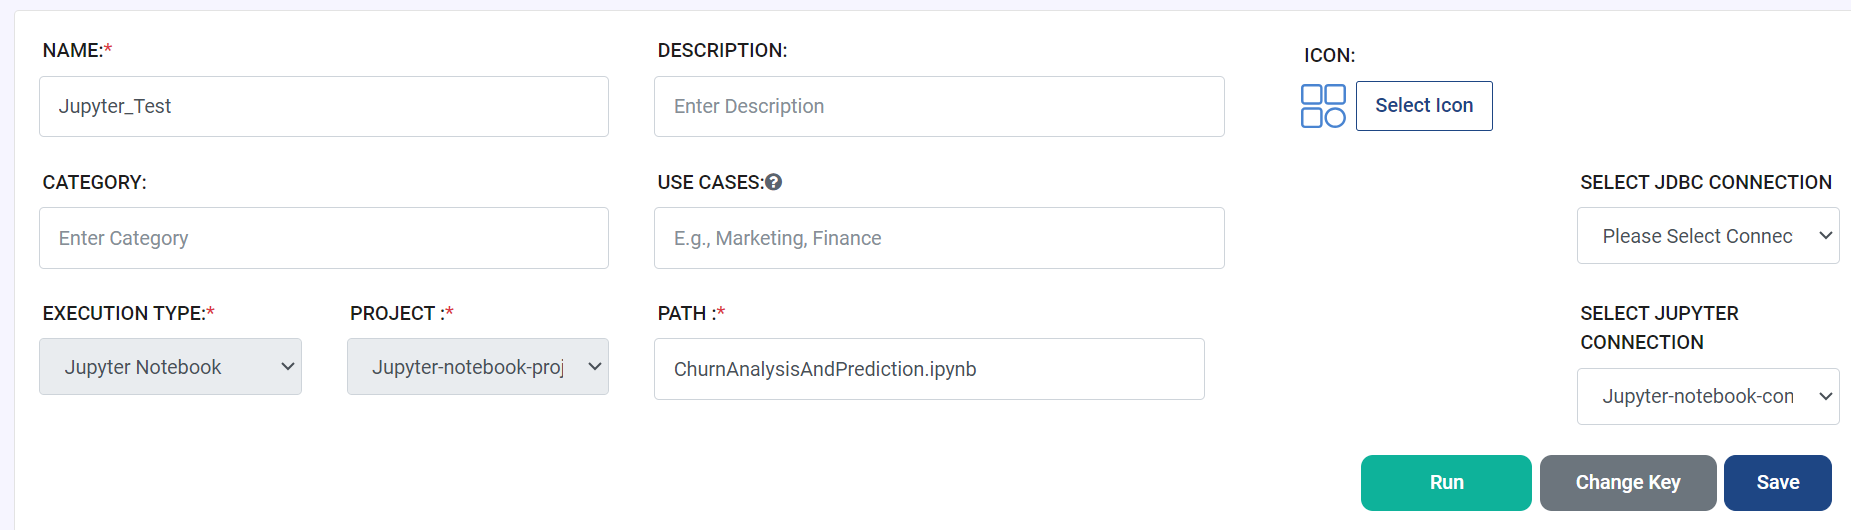 NAME:*
DESCRIPTION:
ICON:
Jupyter_Test
Enter Description
Select Icon
CATEGORY:
USE CASES:?
SELECT JDBC CONNECTION
Enter Category
E.g., Marketing, Finance
Please Select Connec
EXECUTION TYPE:*
PROJECT :*
PATH :*
SELECT JUPYTER
CONNECTION
Jupyter Notebook
Jupyter-notebook-proj
ChurnAnalysisAndPrediction.ipynb
Jupyter-notebook-con
Run
Change Key
Save